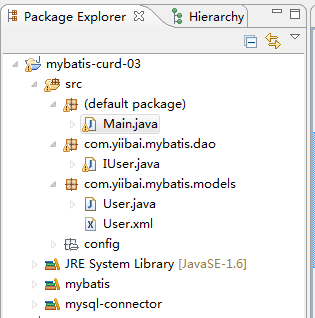 Package Explorer Hierarchy
mybatis-curd-03
src
(default package)
Main.java
com.yiibai.mybatis.dao
IUser.java
com.yiibai.mybatis.models
User.java
User.xml
config
JRE System Library [JavaSE-1.6]
mybatis
mysql-connector